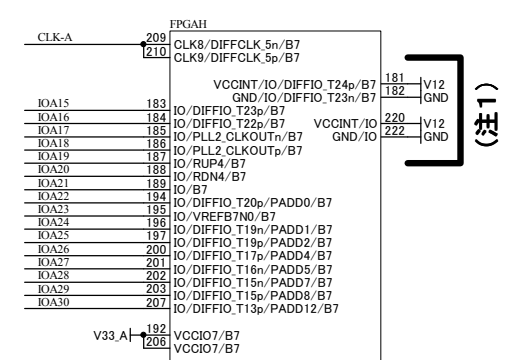 FPGAH
CLK-A 209 CLK8/DIFFCLK_5n/B7
210 CLK9/DIFFCLK_5p/B7
VCCINT/IO/DIFFIO_T24p/B7 181 V12
GND/IO/DIFFIO_T23n/B7 182 GND
IOA15 183 IO/DIFFIO_T23p/B7
IOA16 184 IO/DIFFIO_T22p/B7 VCCINT/IO 220 V12
IOA17 185 IO/PLL2_CLKOUTn/B7 GND/IO 222 GND
IOA18 186 IO/PLL2_CLKOUTp/B7
IOA19 187 IO/RUP4/B7
IOA20 188 IO/RDN4/B7
IOA21 189 IO/B7
IOA22 194 IO/DIFFIO_T20p/PADD0/B7
IOA23 195 IO/VREFB7N0/B7
IOA24 196 IO/DIFFIO_T19n/PADD1/B7
IOA25 197 IO/DIFFIO_T19p/PADD2/B7
IOA26 200 IO/DIFFIO_T17p/PADD4/B7
IOA27 201 IO/DIFFIO_T16n/PADD5/B7
IOA28 202 IO/DIFFIO_T15n/PADD7/B7
IOA29 203 IO/DIFFIO_T15p/PADD8/B7
IOA30 207 IO/DIFFIO_T13p/PADD12/B7
V33_A 192 VCCIO7/B7
206 VCCIO7/B7
(注1)